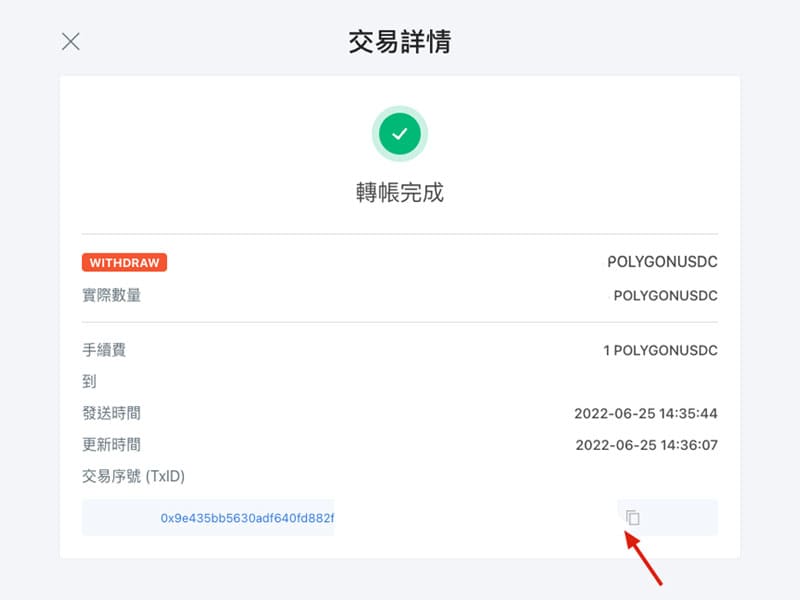 交易詳情
轉帳完成
WITHDRAW POLYGONUSDC
實際數量 POLYGONUSDC
手續費 1 POLYGONUSDC
到
發送時間 2022-06-25 14:35:44
更新時間 2022-06-25 14:36:07
交易序號 (TxID)
0x9e435bb5630adf640fd882f